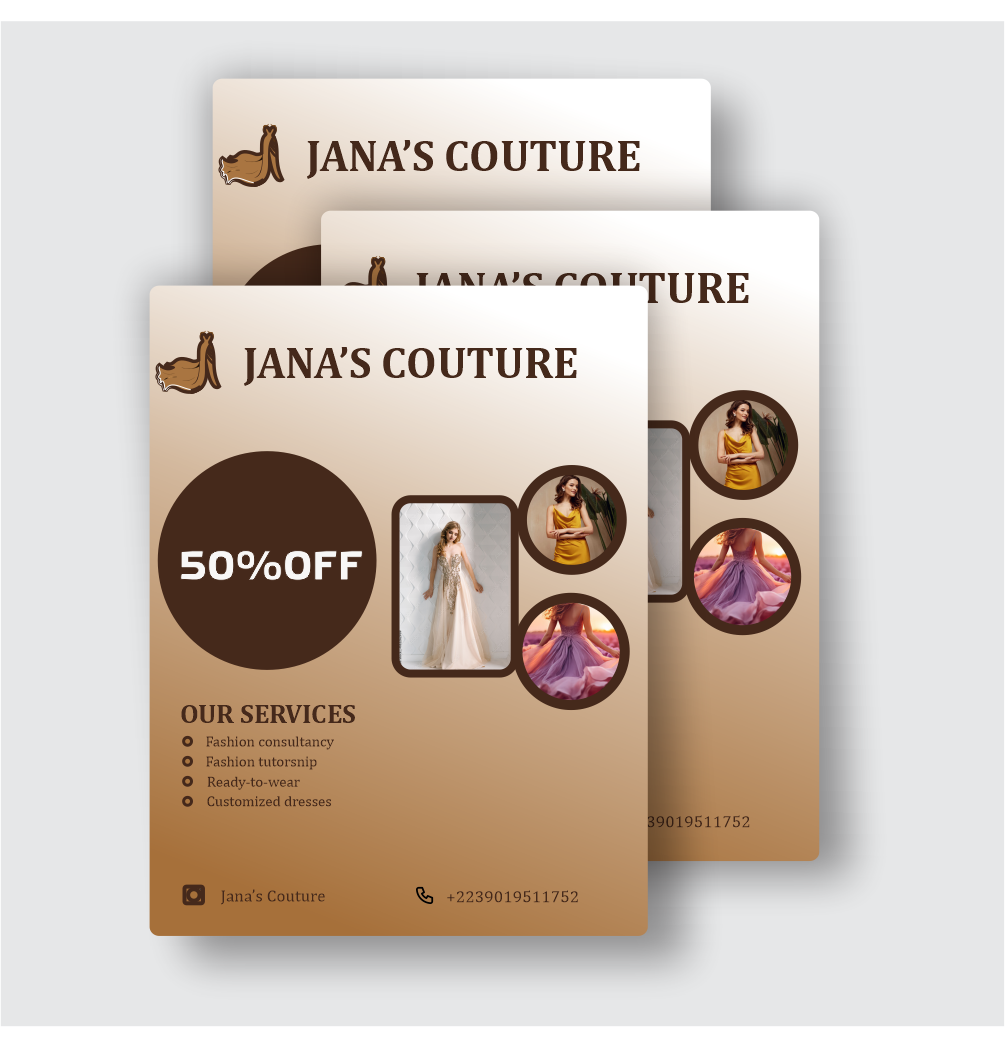 JANA’S COUTURE
JANA’S COUTURE
JANA’S COUTURE
50%OFF
OUR SERVICES
Fashion consultancy
Fashion tutorsnip
Ready-to-wear
Customized dresses
39019511752
Jana’s Couture
+2239019511752